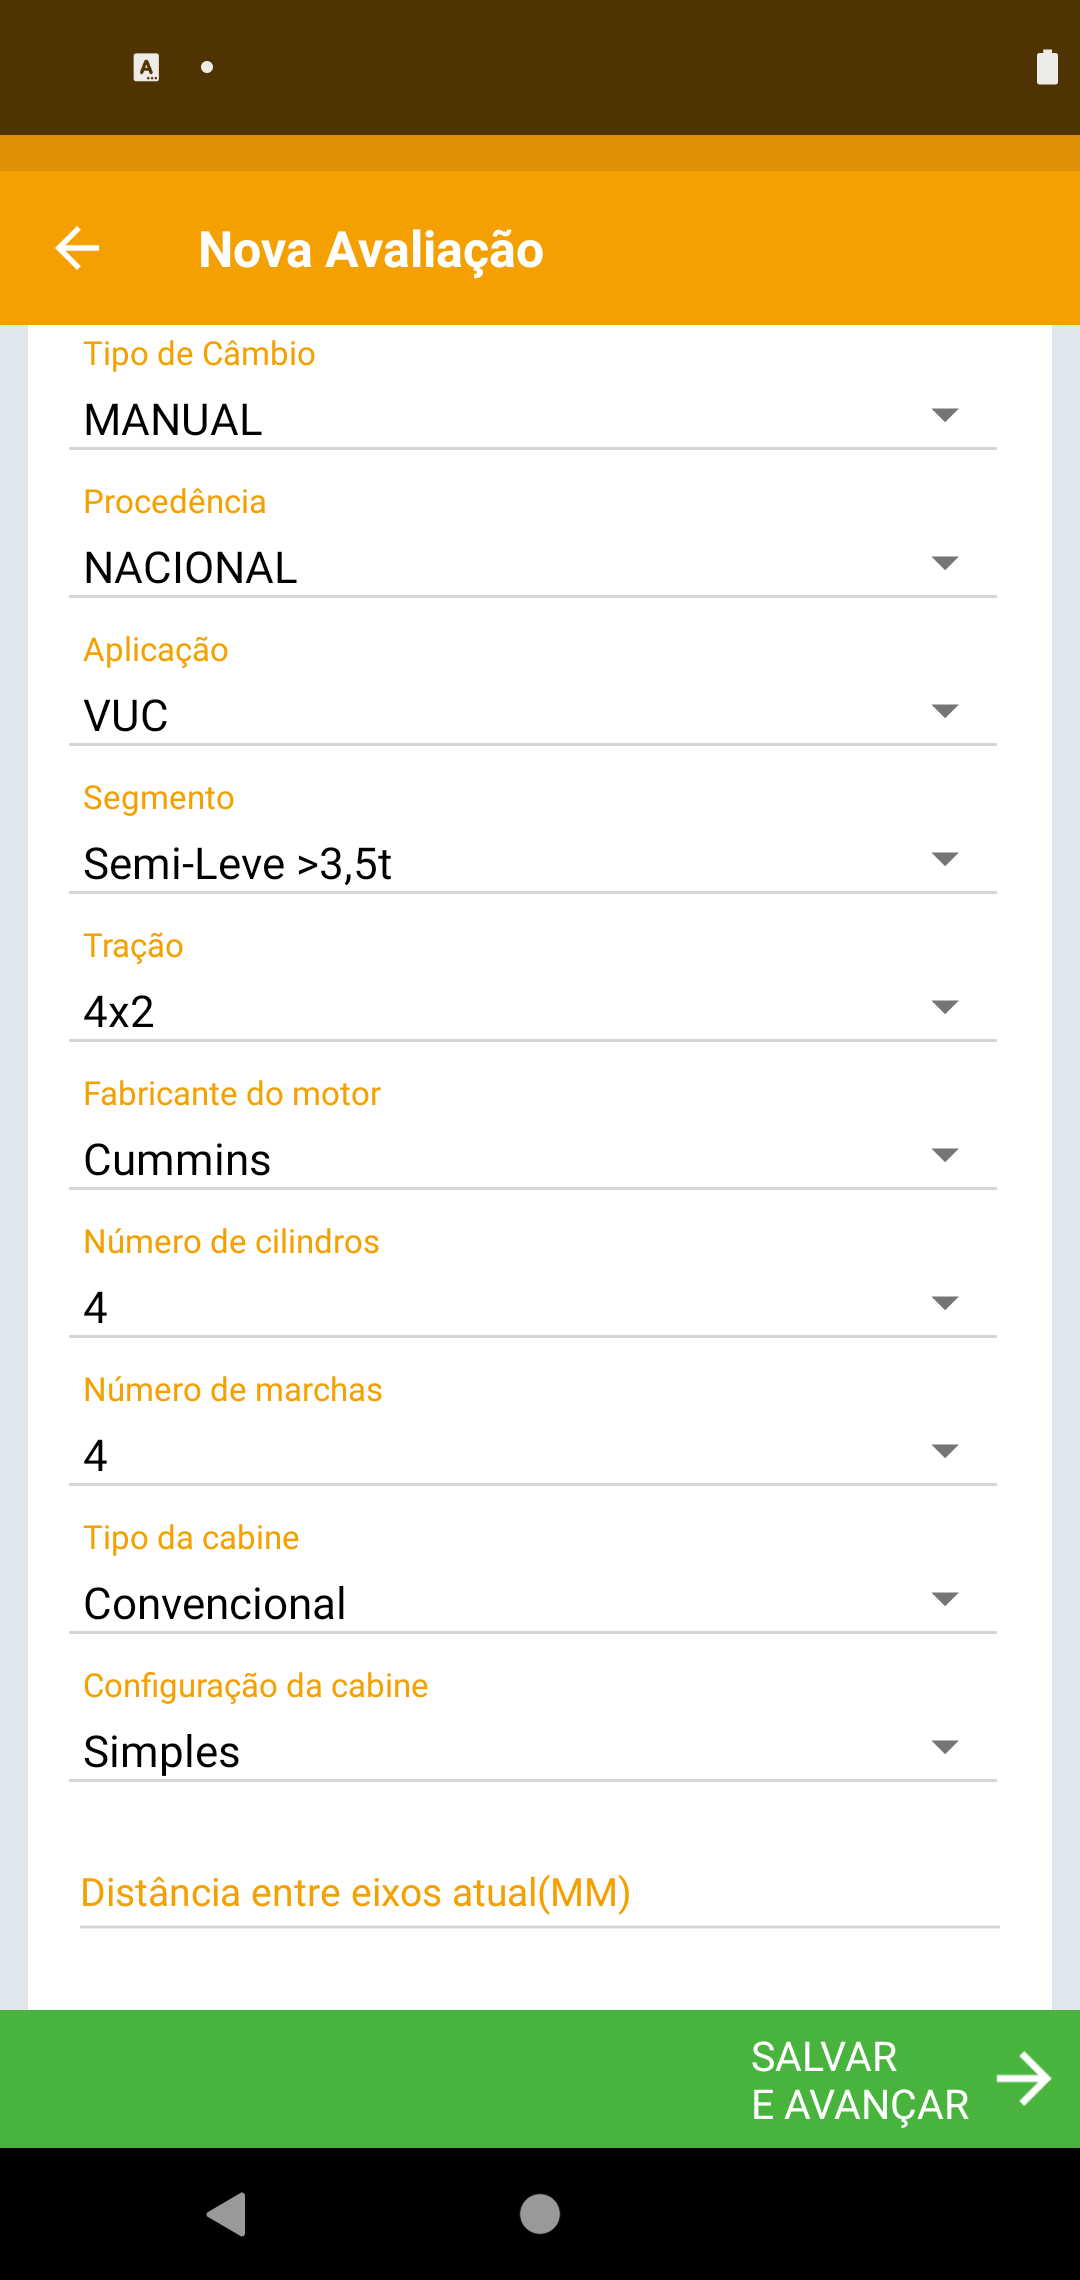 Nova Avaliação
Tipo de Câmbio
MANUAL
Procedência
NACIONAL
Aplicação
VUC
Segmento
Semi-Leve >3,5t
Tração
4x2
Fabricante do motor
Cummins
Número de cilindros
4
Número de marchas
4
Tipo da cabine
Convencional
Configuração da cabine
Simples
Distância entre eixos atual(MM)
SALVAR
E AVANÇAR